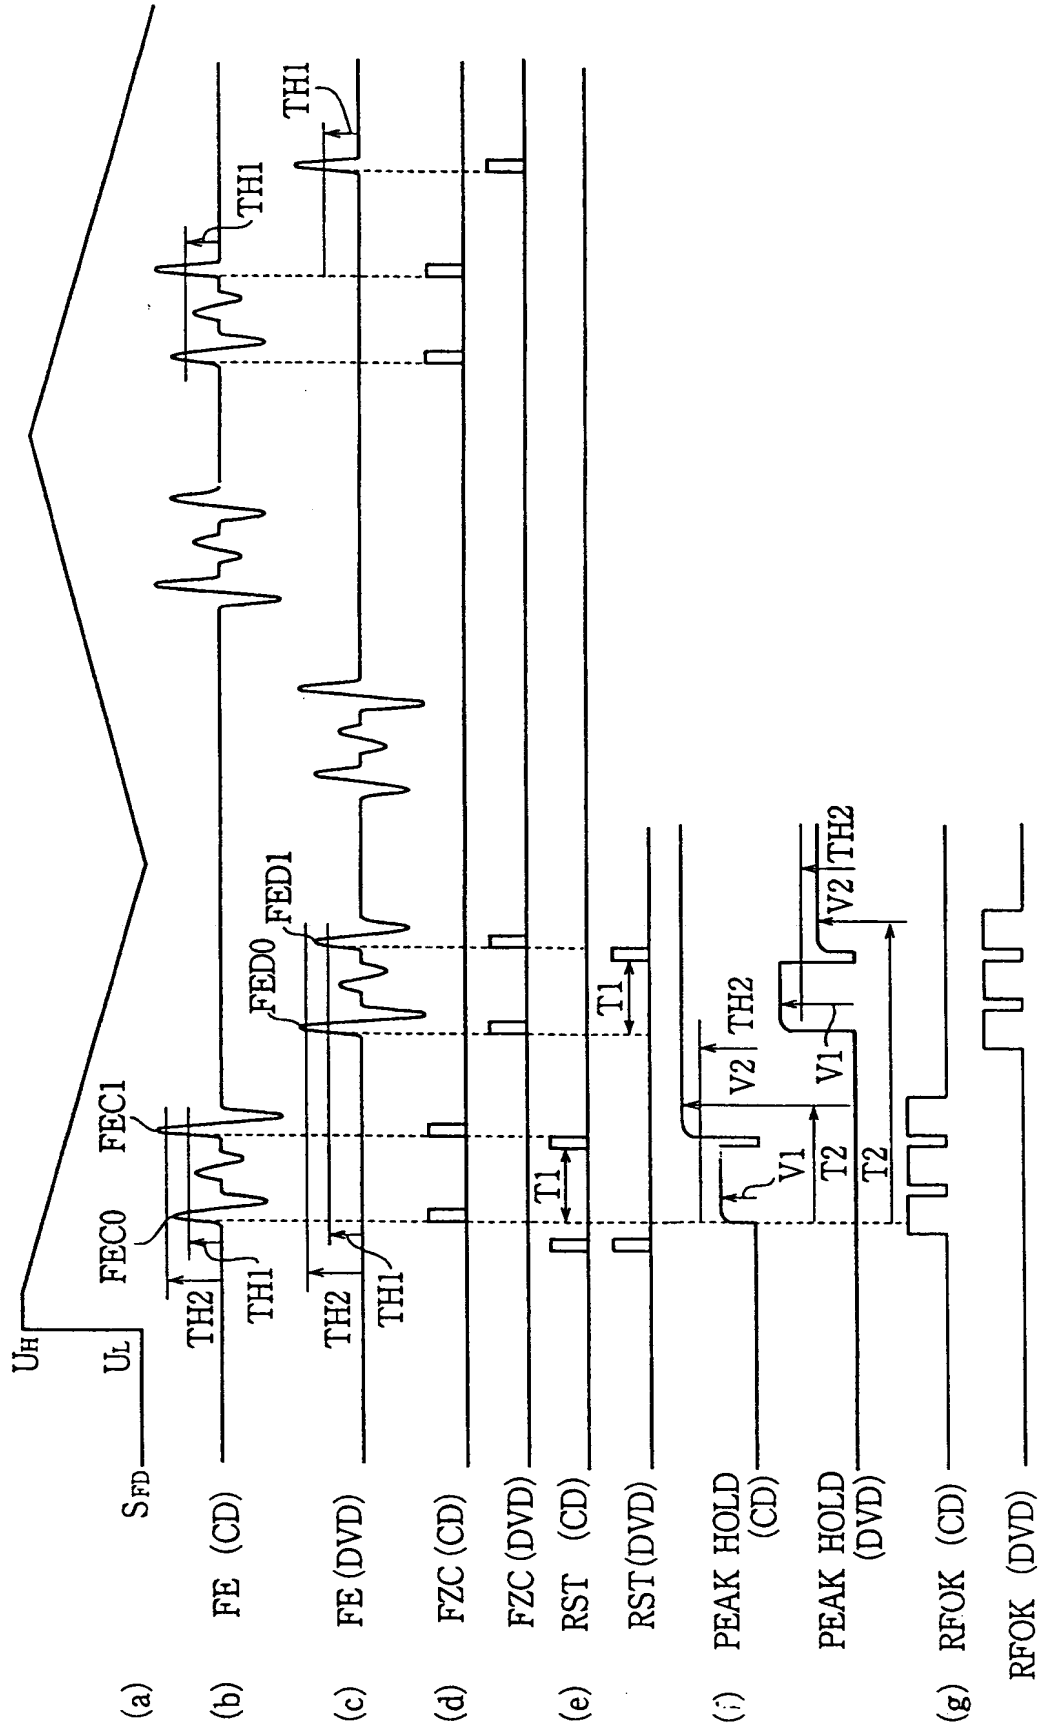 (a) SFD UL UH
(b) FE (CD) TH2 TH1 FEC0 FEC1 TH1
(c) FE (DVD) TH2 TH1 FED0 FED1 TH1
(d) FZC (CD)
FZC (DVD)
(e) RST (CD) T1
RST (DVD) T1
(f) PEAK HOLD
(CD) V1 V2 TH2 T2
PEAK HOLD
(DVD) T2 V1 V2 TH2
(g) RFOK (CD)
RFOK (DVD)